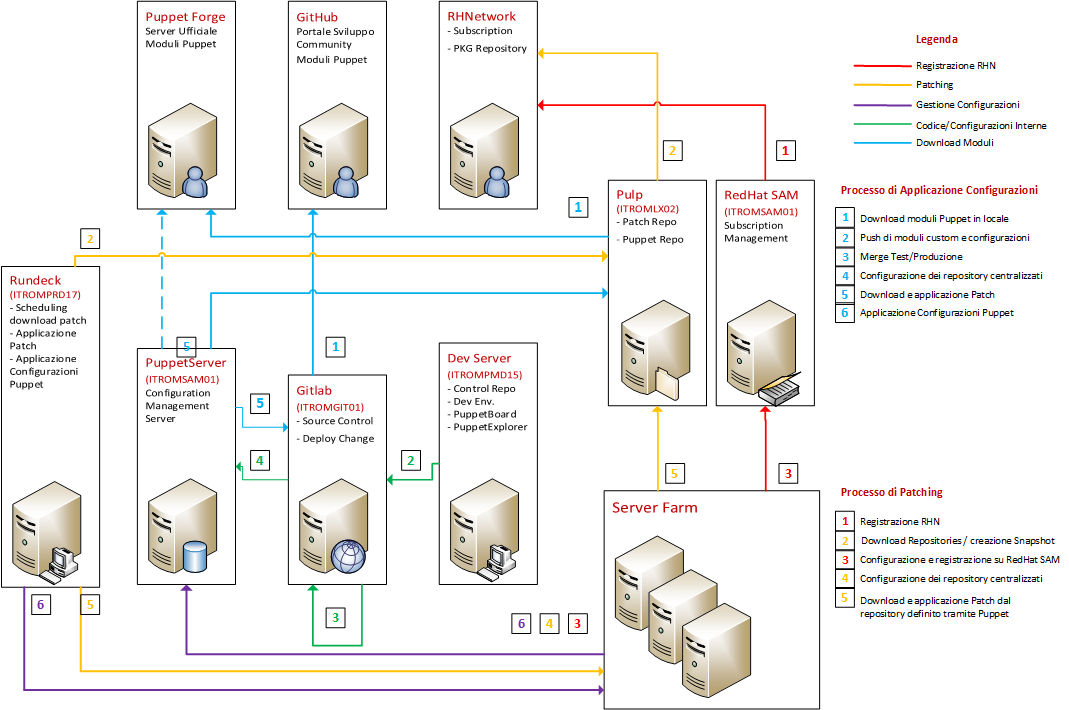 Puppet Forge
Server Ufficiale
Moduli Puppet
GitHub
Portale Sviluppo
Community
Moduli Puppet
RHNetwork
- Subscription
- PKG Repository
Legenda
Registrazione RHN
Patching
Gestione Configurazioni
Codice/Configurazioni Interne
Download Moduli
2
1
1
2
Pulp
(ITROMLX02)
- Patch Repo
- Puppet Repo
RedHat SAM
(ITROMSAM01)
Subscription
Management
Processo di Applicazione Configurazioni
1 Download moduli Puppet in locale
2 Push di moduli custom e configurazioni
3 Merge Test/Produzione
4 Configurazione dei repository centralizzati
5 Download e applicazione Patch
6 Applicazione Configurazioni Puppet
Rundeck
(ITROMPRD17)
- Scheduling
download patch
- Applicazione
Patch
- Applicazione
Configurazioni
Puppet
5
1
PuppetServer
(ITROMSAM01)
Configuration
Management
Server
Gitlab
(ITROMGIT01)
- Source Control
- Deploy Change
Dev Server
(ITROMPMD15)
- Control Repo
- Dev Env.
- PuppetBoard
- PuppetExplorer
5
4
2
5
3
Server Farm
Processo di Patching
1 Registrazione RHN
2 Download Repositories/ creazione Snapshot
3 Configurazione e registrazione su RedHat SAM
4 Configurazione dei repository centralizzati
5 Download e applicazione Patch dal
repository definito tramite Puppet
6
5
3
6
4
3